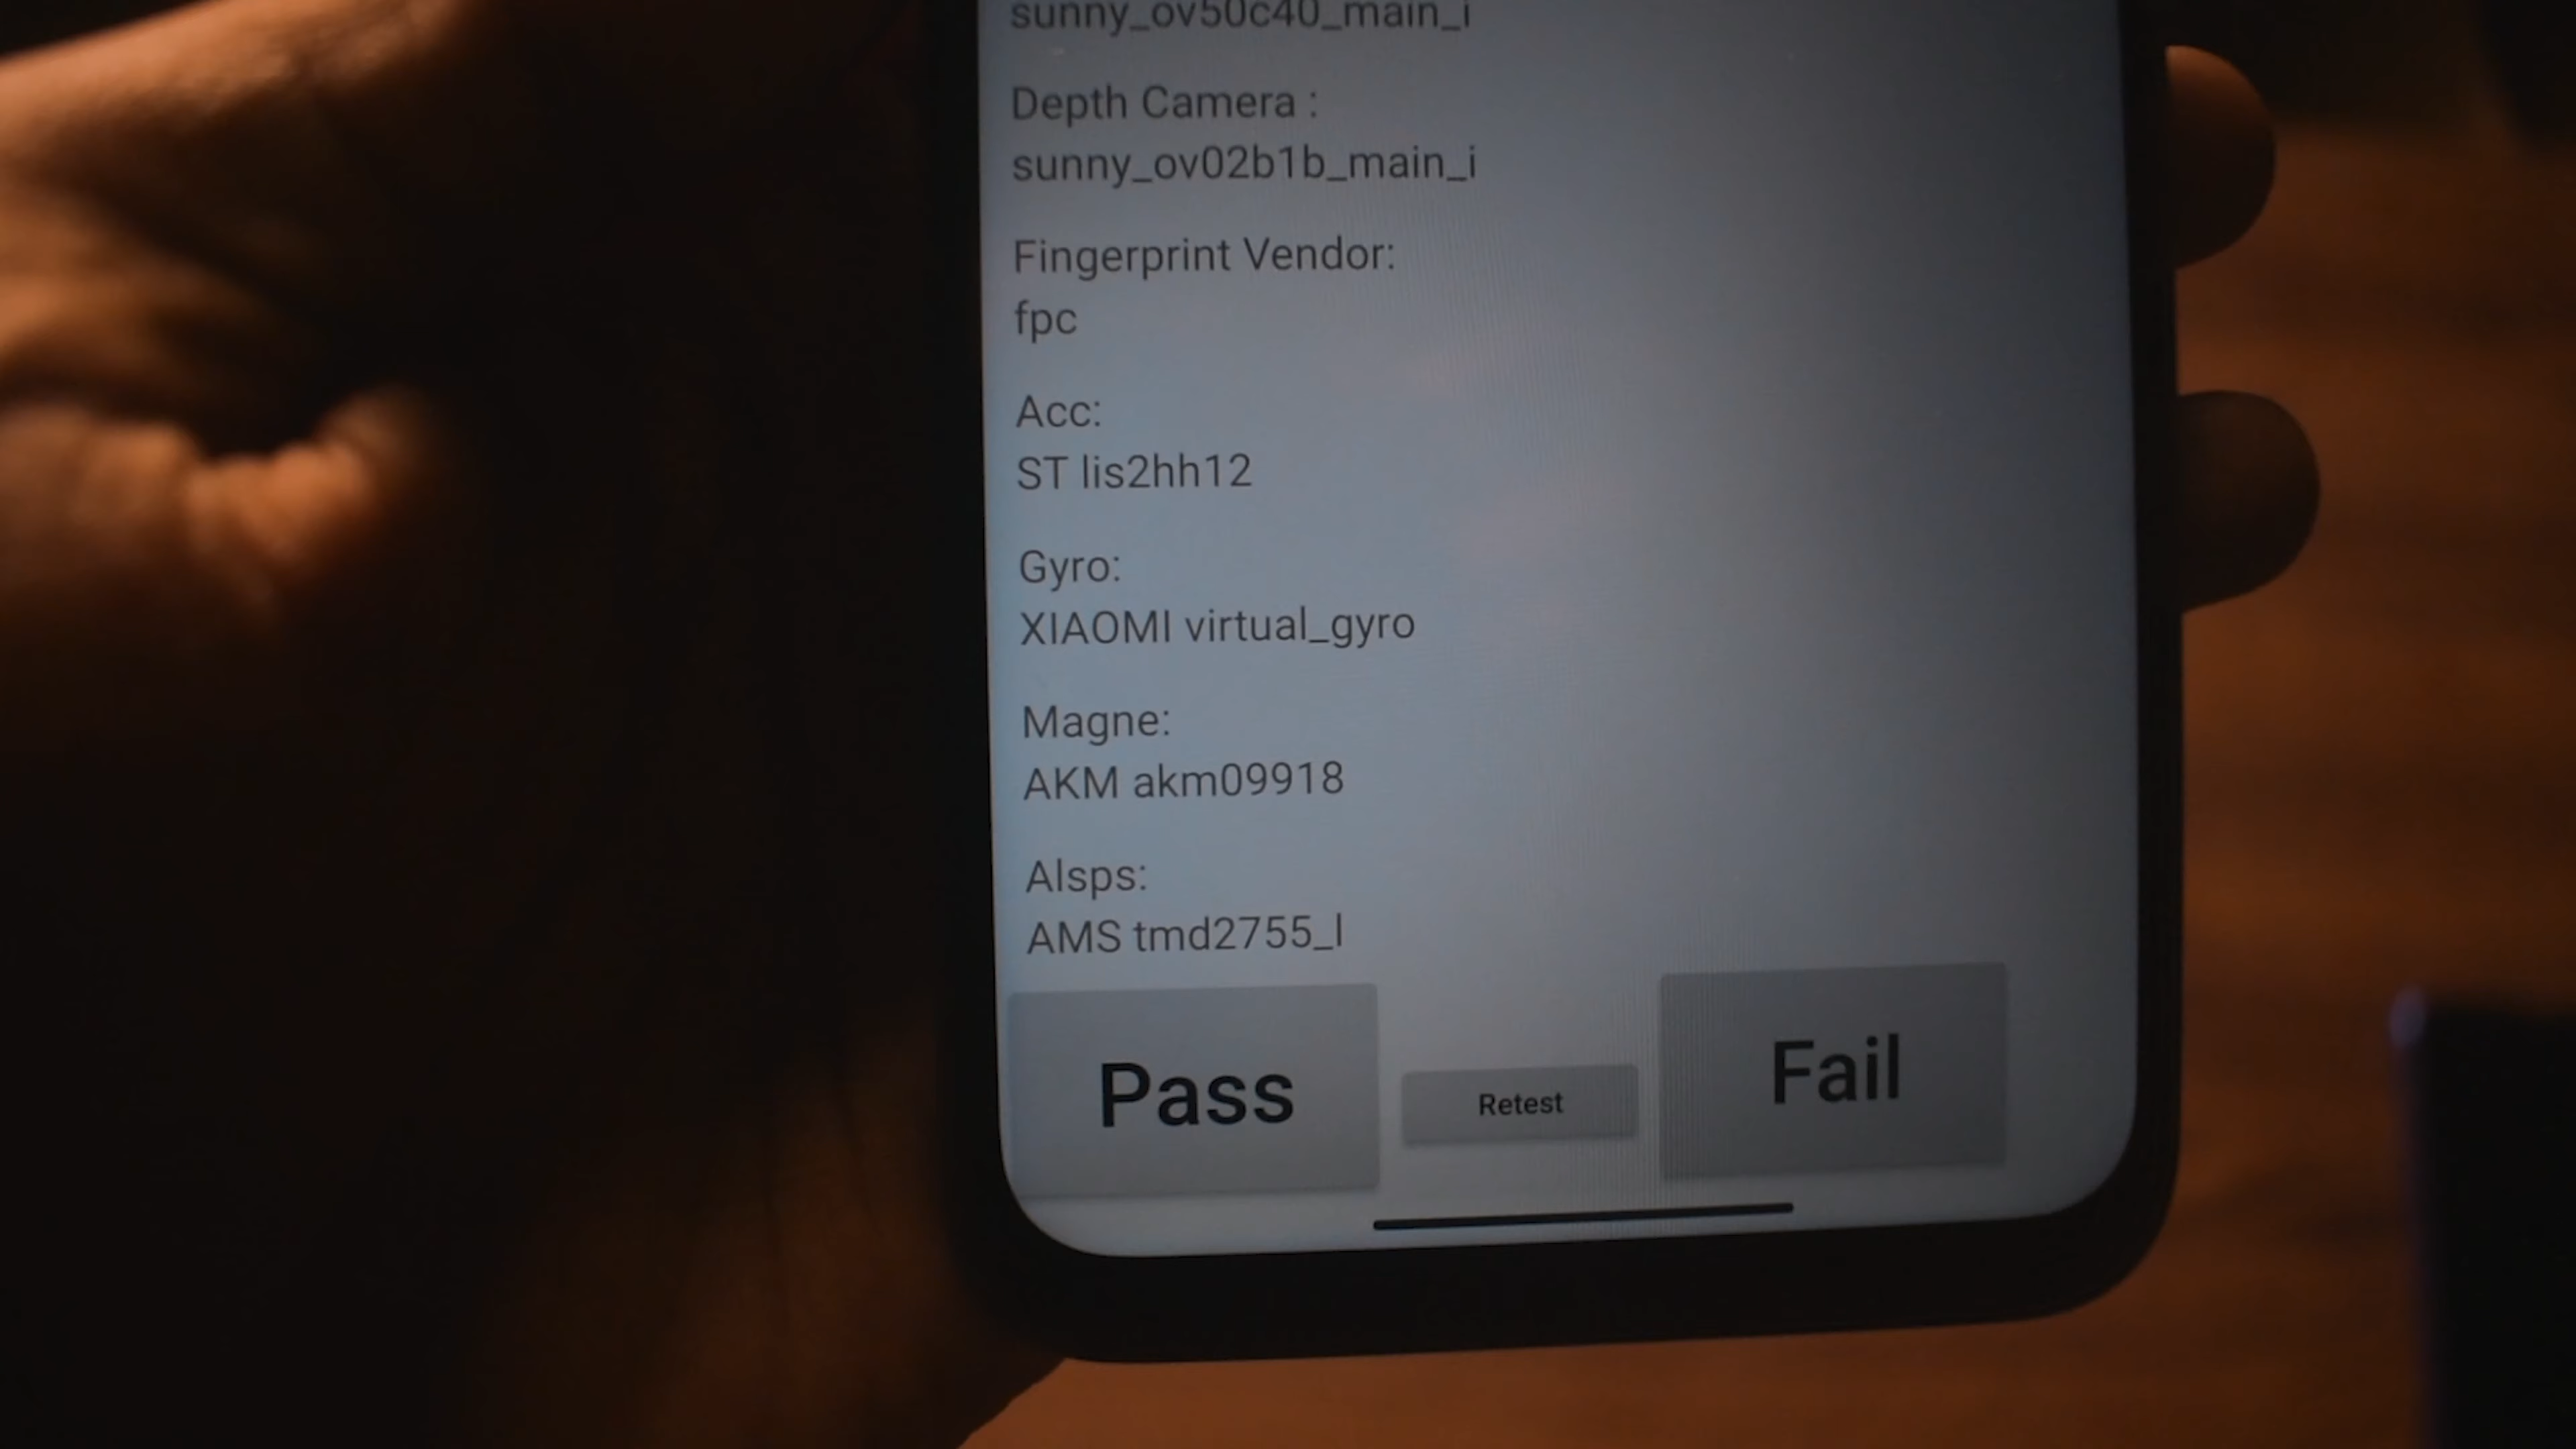 sunny_ov50c40_main_i
Depth Camera :
sunny_ov02b1b_main_i
Fingerprint Vendor:
fpc
Acc:
ST lis2hh12
Gyro:
XIAOMI virtual_gyro
Magne:
AKM akm09918
Alsps:
AMS tmd2755_l
Pass
Retest
Fail